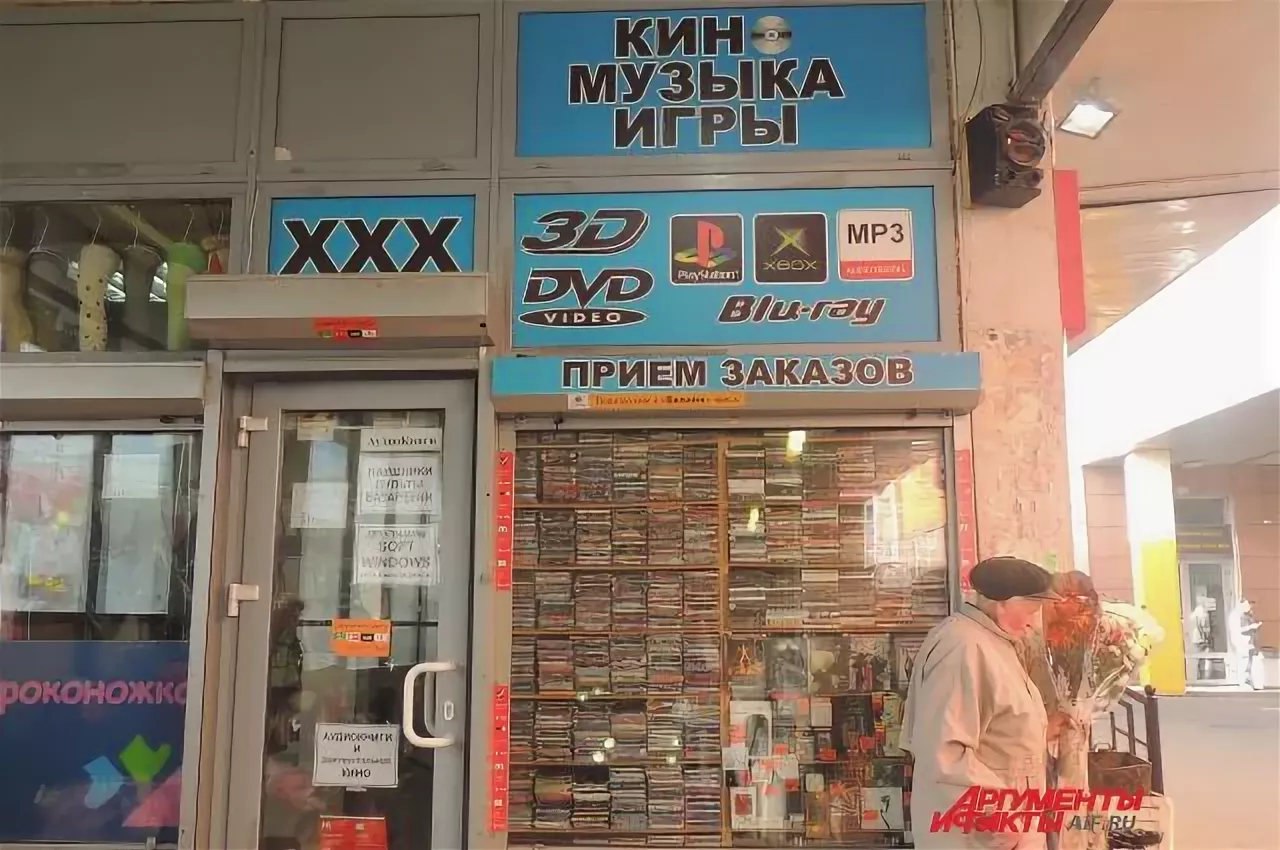 КИНО
МУЗЫКА
ИГРЫ
XXX
3D
PlayStation
XBOX
MP3
DVD
VIDEO
Blu-ray
ПРИЕМ ЗАКАЗОВ
АудиоКниги
НАУШНИКИ
ПУЛЬТЫ
БАТАРЕЙКИ
SOFT
WINDOWS
роконожк
АУДИОКНИГИ
И
КИНО
АРГУМЕНТЫ
И ФАКТЫ AIF.RU